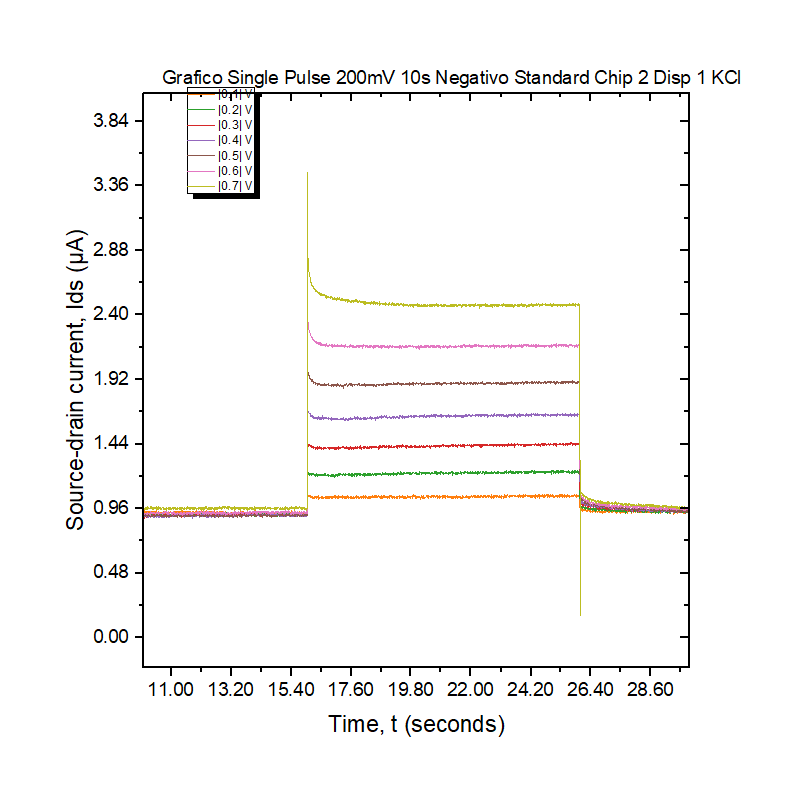 Grafico Single Pulse 200mV 10s Negativo Standard Chip 2 Disp 1 KCl
|0.1| V
|0.2| V
|0.3| V
|0.4| V
|0.5| V
|0.6| V
|0.7| V
3.84
3.36
2.88
2.40
1.92
1.44
0.96
0.48
0.00
Source-drain current, Ids (µA)
11.00 13.20 15.40 17.60 19.80 22.00 24.20 26.40 28.60
Time, t (seconds)